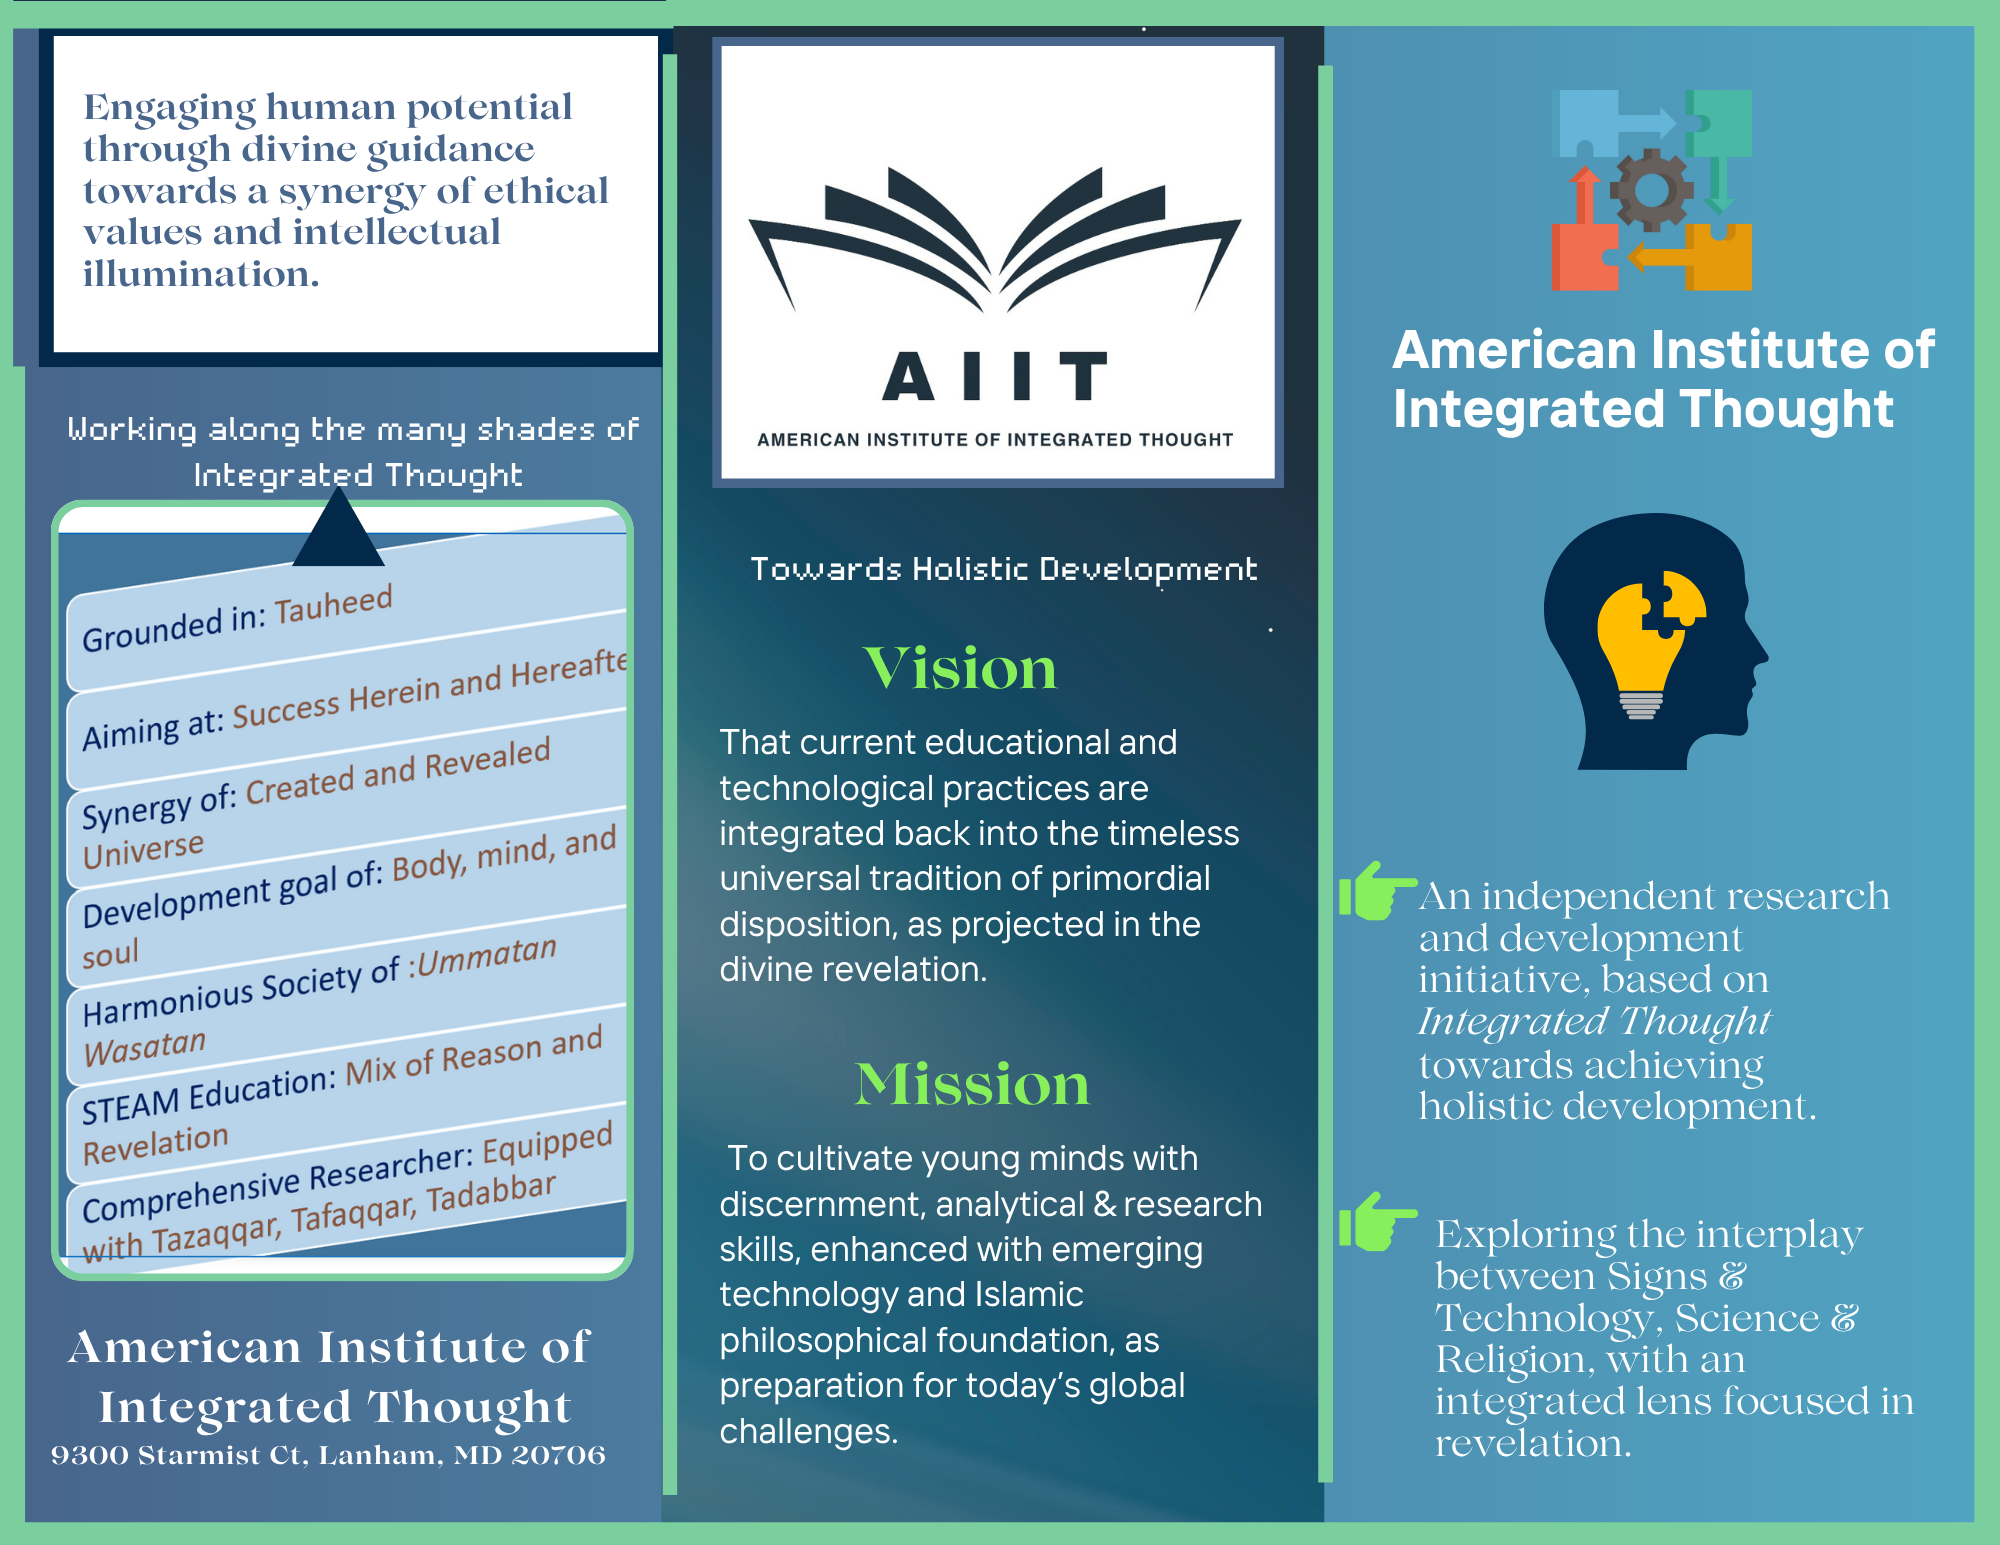 Engaging human potential
through divine guidance
towards a synergy of ethical
values and intellectual
illumination.
Working along the many shades of
Integrated Thought
Grounded in: Tauheed
Aiming at: Success Herein and Hereafte
Synergy of: Created and Revealed
Universe
Development goal of: Body, mind, and
soul
Harmonious Society of :Ummatan
Wasatan
STEAM Education: Mix of Reason and
Revelation
Comprehensive Researcher: Equipped
with Tazaqqar, Tafaqqar, Tadabbar
American Institute of
Integrated Thought
9300 Starmist Ct, Lanham, MD 20706
AIIT
AMERICAN INSTITUTE OF INTEGRATED THOUGHT
Towards Holistic Development
Vision
That current educational and
technological practices are
integrated back into the timeless
universal tradition of primordial
disposition, as projected in the
divine revelation.
Mission
To cultivate young minds with
discernment, analytical & research
skills, enhanced with emerging
technology and Islamic
philosophical foundation, as
preparation for today's global
challenges.
American Institute of
Integrated Thought
An independent research
and development
initiative, based on
Integrated Thought
towards achieving
holistic development.
Exploring the interplay
between Signs &
Technology, Science &
Religion, with an
integrated lens focused in
revelation.